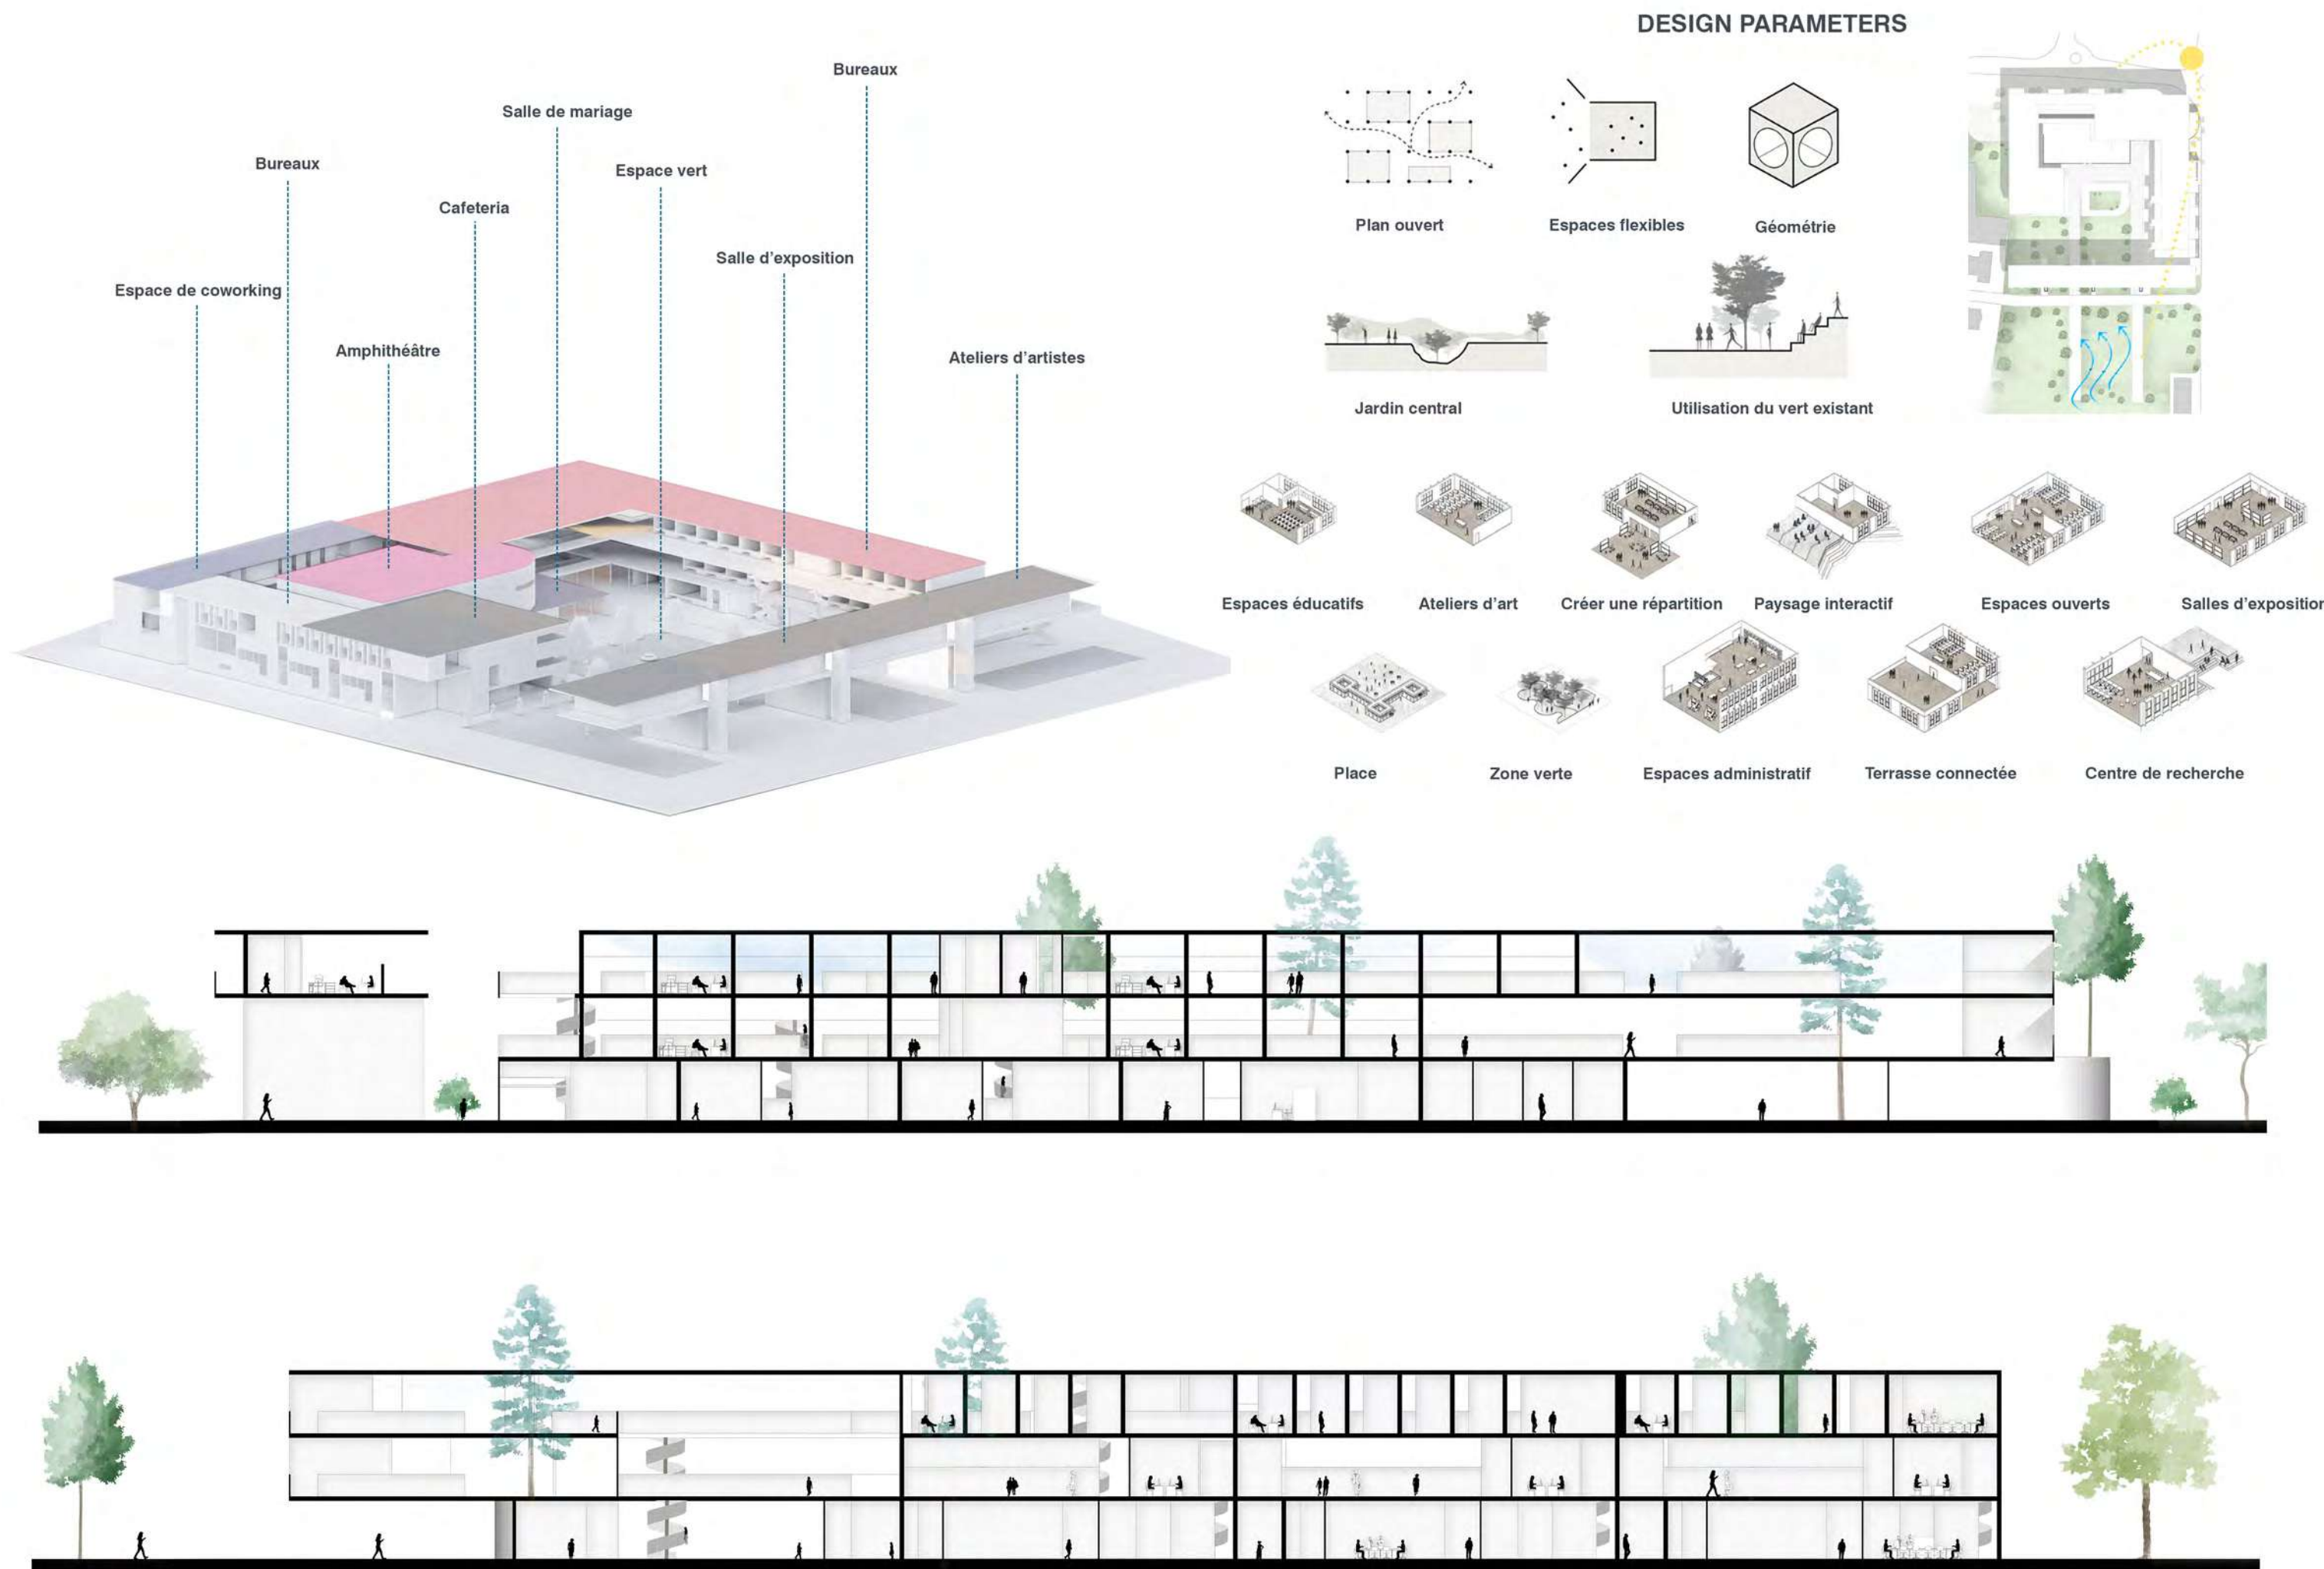 DESIGN PARAMETERS
Bureaux
Salle de mariage
Bureaux
Espace vert
Cafeteria
Salle d'exposition
Espace de coworking
Amphithéâtre
Ateliers d'artistes
Plan ouvert
Espaces flexibles
Géométrie
Jardin central
Utilisation du vert existant
Espaces éducatifs
Ateliers d'art
Créer une répartition
Paysage interactif
Espaces ouverts
Salles d'exposition
Place
Zone verte
Espaces administratif
Terrasse connectée
Centre de recherche